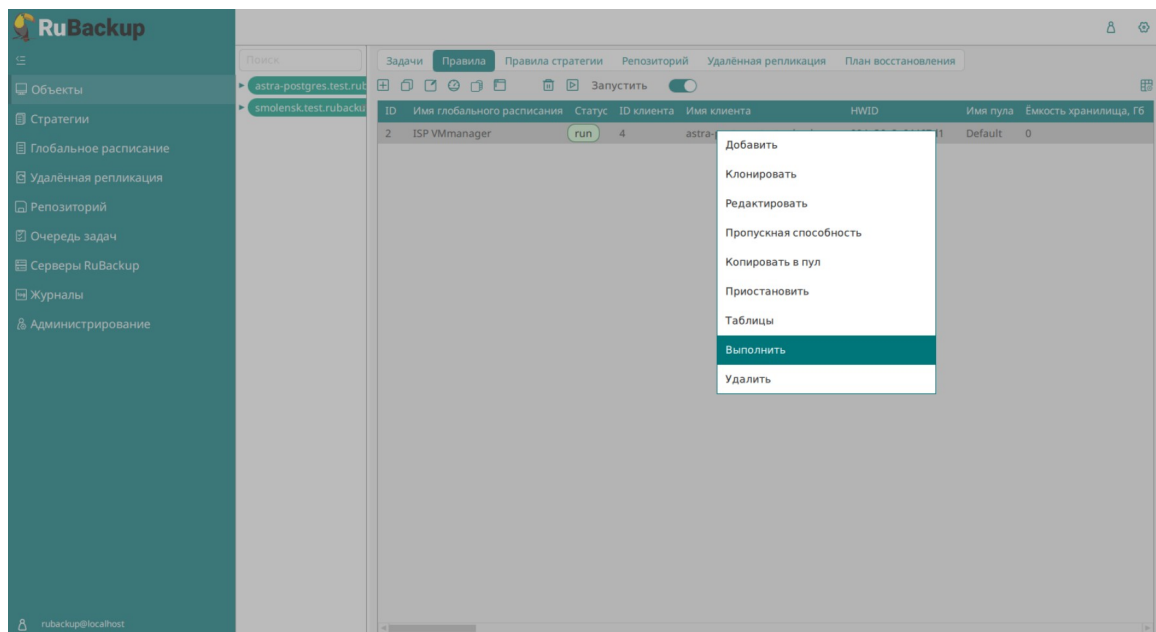 RuBackup
Объекты
Стратегии
Глобальное расписание
Удалённая репликация
Репозиторий
Очередь задач
Серверы RuBackup
Журналы
Администрирование
rubackup@localhost
Поиск
astra-postgres.test.rub
smolensk.test.rubacku
Задачи Правила Правила стратегии Репозиторий Удалённая репликация План восстановления
Запустить
ID Имя глобального расписания Статус ID клиента Имя клиента HWID Имя пула Ёмкость хранилища, Гб
2 ISP VMmanager run 4 Default 0
Добавить
Клонировать
Редактировать
Пропускная способность
Копировать в пул
Приостановить
Таблицы
Выполнить
Удалить